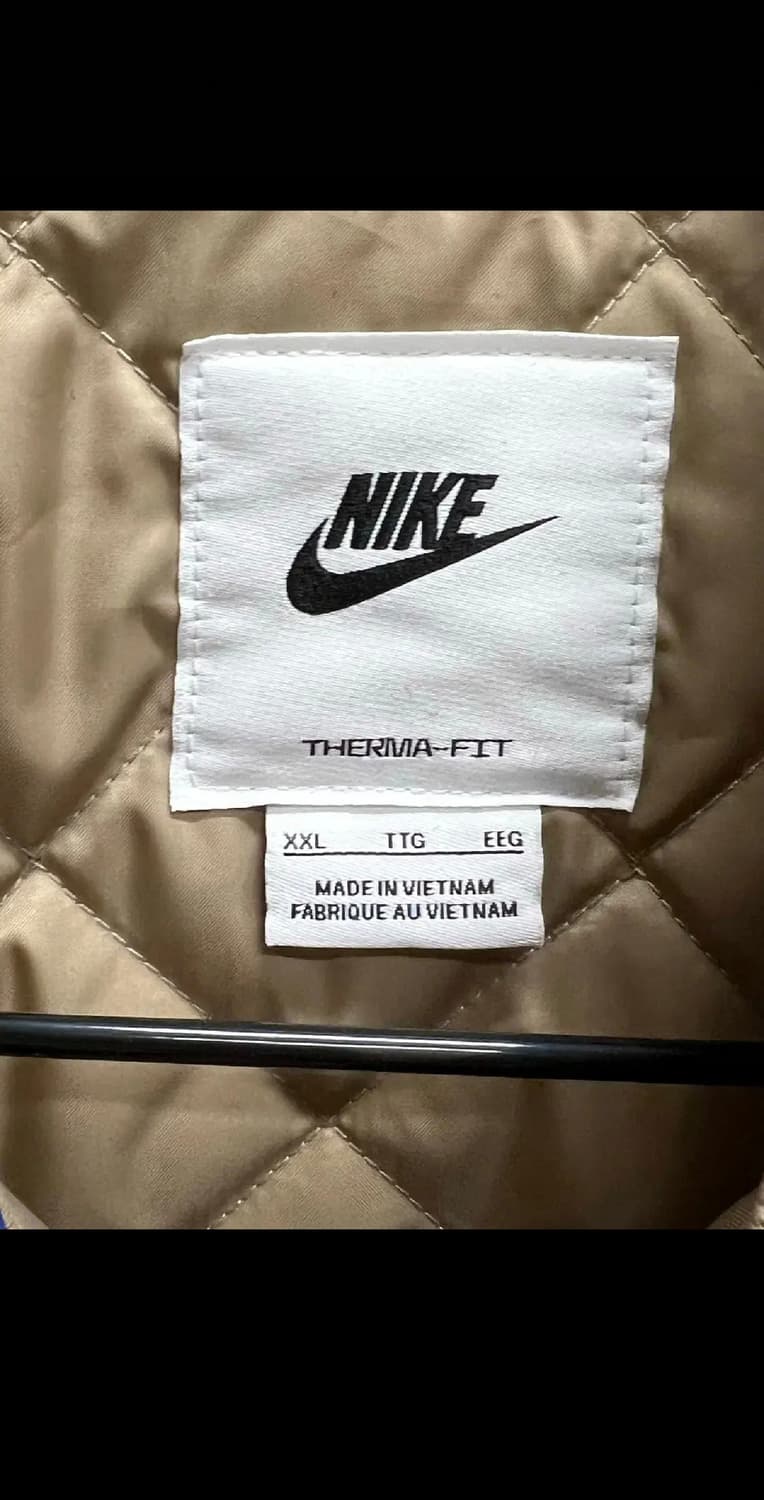 NIKE
THERMA-FIT
XXL TTG EEG
MADE IN VIETNAM
FABRIQUE AU VIETNAM